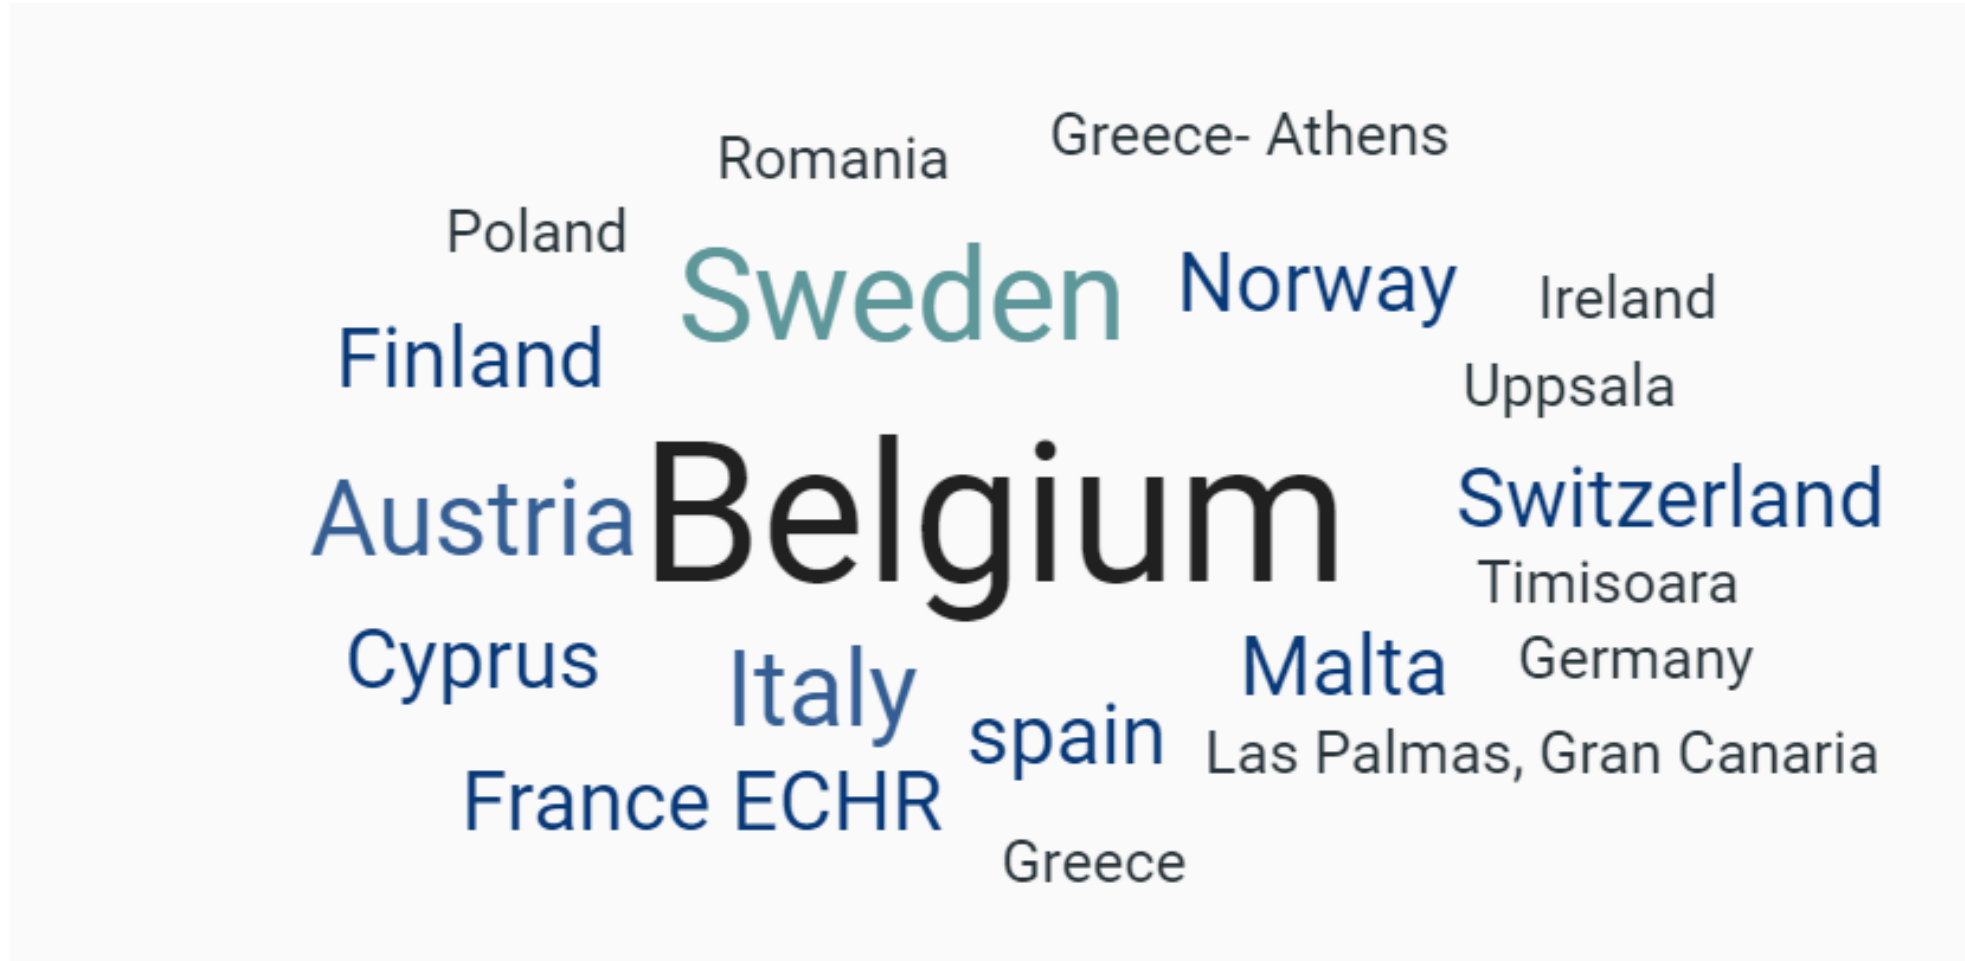 Greece- Athens
Romania
Poland
Sweden
Norway
Ireland
Finland
Uppsala
Austria
Belgium
Switzerland
Timisoara
Cyprus
Italy
Malta
Germany
spain
Las Palmas, Gran Canaria
France ECHR
Greece